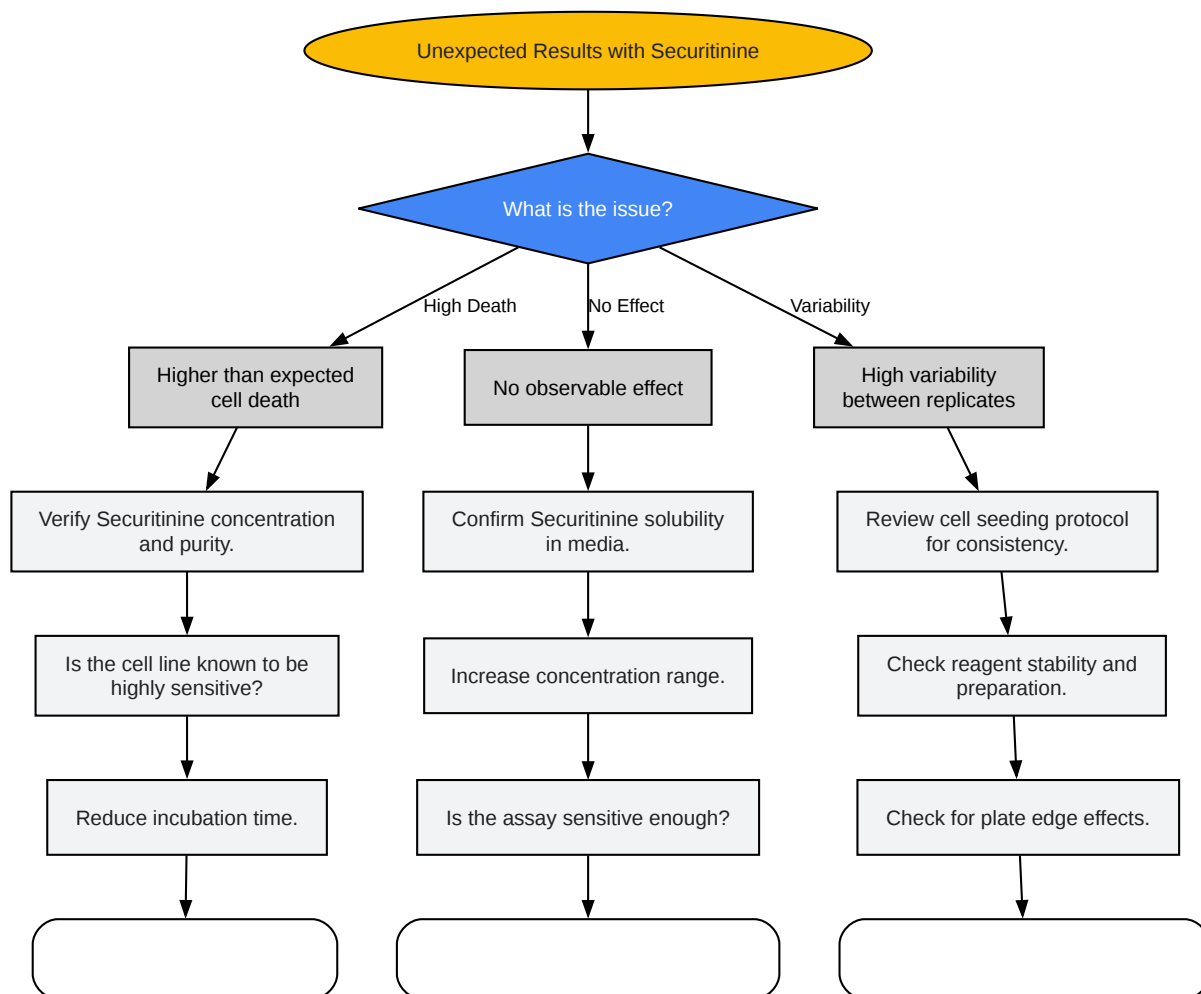 Unexpected Results with Securitinine
What is the issue?
High Death
No Effect
Variability
Higher than expected
cell death
No observable effect
High variability
between replicates
Verify Securitinine concentration
and purity.
Confirm Securitinine solubility
in media.
Review cell seeding protocol
for consistency.
Is the cell line known to be
highly sensitive?
Increase concentration range.
Check reagent stability and
preparation.
Reduce incubation time.
Is the assay sensitive enough?
Check for plate edge effects.